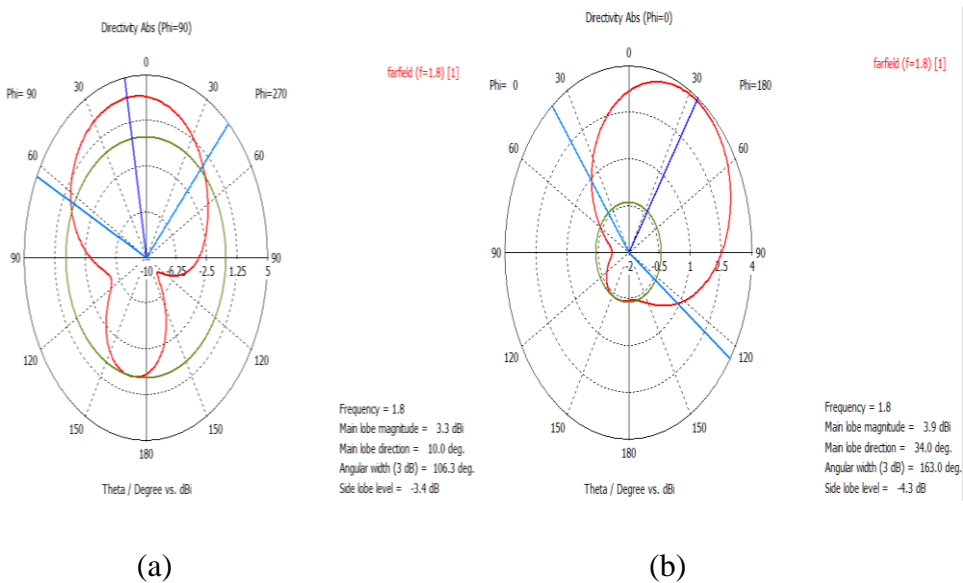 Directivity Abs (Phi=90)
farfield (f=1.8) [1]
Phi= 90
Phi=270
0
30
30
60
60
90
90
-10 -6.25 -2.5 1.25 5
120
120
150
150
180
Frequency = 1.8
Main lobe magnitude = 3.3 dBi
Main lobe direction = 10.0 deg.
Angular width (3 dB) = 106.3 deg.
Side lobe level = -3.4 dB
Theta / Degree vs. dBi
(a)
Directivity Abs (Phi=0)
farfield (f=1.8) [1]
Phi= 0
Phi=180
0
30
30
60
60
90
90
-2 -0.5 1 2.5 4
120
120
150
150
180
Frequency = 1.8
Main lobe magnitude = 3.9 dBi
Main lobe direction = 34.0 deg.
Angular width (3 dB) = 163.0 deg.
Side lobe level = -4.3 dB
Theta / Degree vs. dBi
(b)